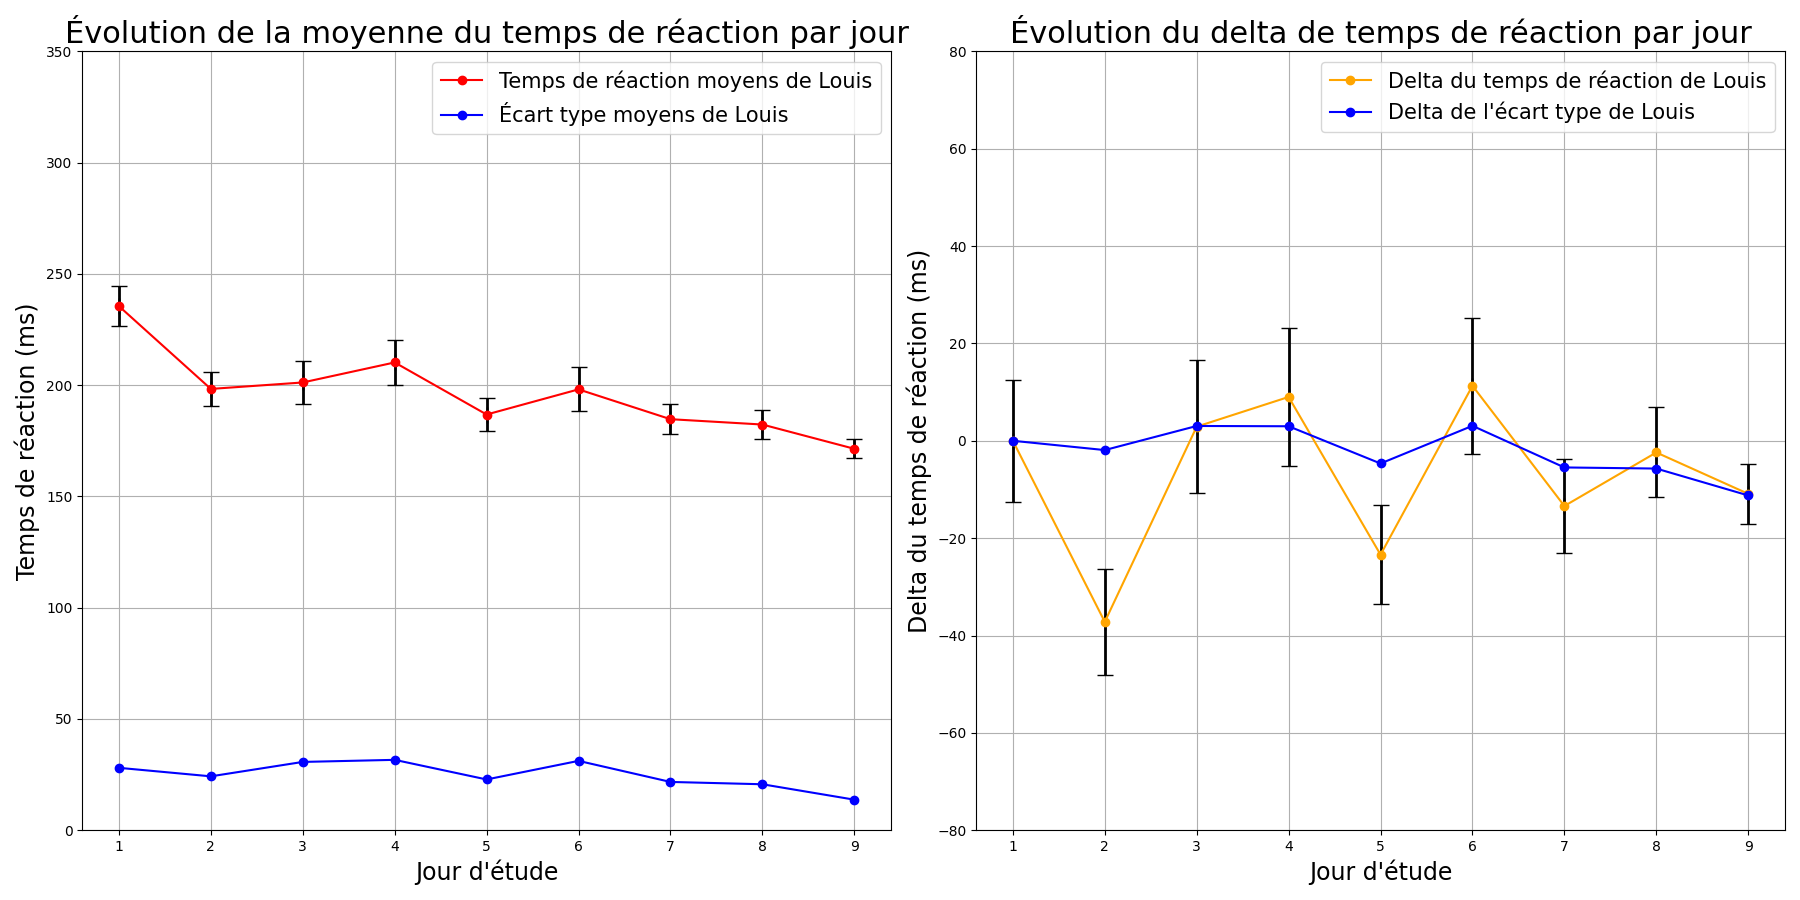 Évolution de la moyenne du temps de réaction par jour
Temps de réaction moyens de Louis
Écart type moyens de Louis
Temps de réaction (ms)
350
300
250
200
150
100
50
0
1 2 3 4 5 6 7 8 9
Jour d'étude
Évolution du delta de temps de réaction par jour
Delta du temps de réaction de Louis
Delta de l'écart type de Louis
Delta du temps de réaction (ms)
80
60
40
20
0
−20
−40
−60
−80
1 2 3 4 5 6 7 8 9
Jour d'étude